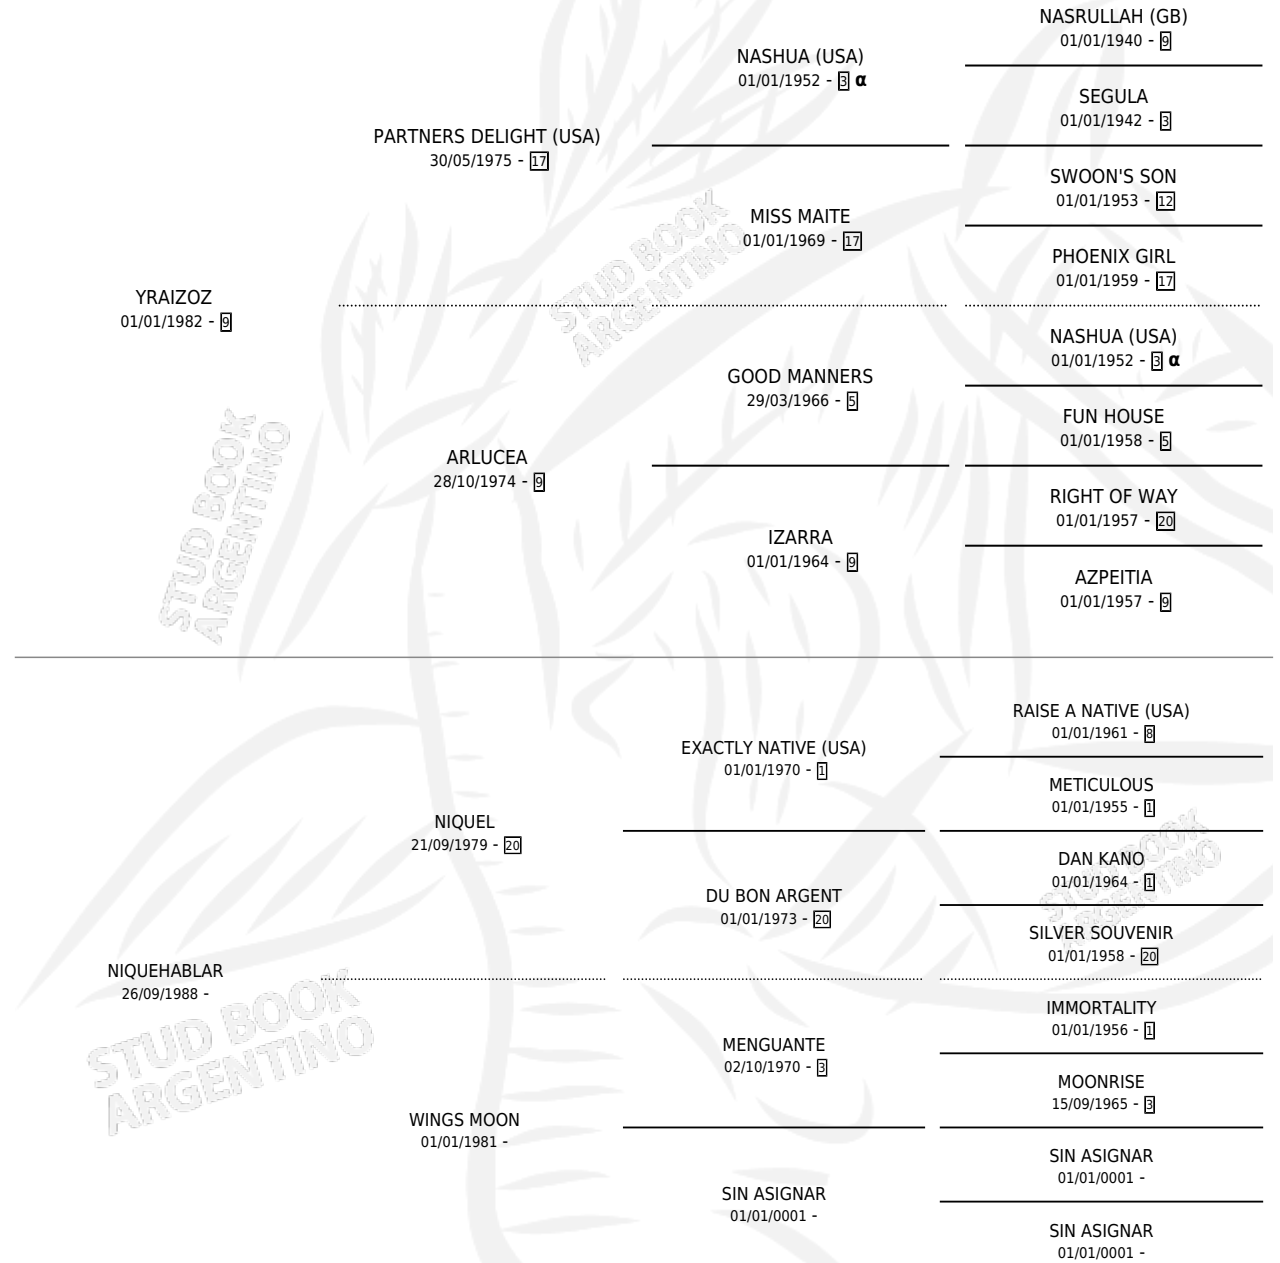 NASRULLAH (GB)
01/01/1940 - 9
NASHUA (USA)
01/01/1952 - 3 α
SEGULA
01/01/1942 - 3
PARTNERS DELIGHT (USA)
30/05/1975 - 17
SWOON'S SON
01/01/1953 - 12
MISS MAITE
01/01/1969 - 17
PHOENIX GIRL
01/01/1959 - 17
YRAIZOZ
01/01/1982 - 9
NASHUA (USA)
01/01/1952 - 3 α
GOOD MANNERS
29/03/1966 - 5
FUN HOUSE
01/01/1958 - 5
ARLUCEA
28/10/1974 - 9
RIGHT OF WAY
01/01/1957 - 20
IZARRA
01/01/1964 - 9
AZPEITIA
01/01/1957 - 9
RAISE A NATIVE (USA)
01/01/1961 - 8
EXACTLY NATIVE (USA)
01/01/1970 - 1
METICULOUS
01/01/1955 - 1
NIQUEL
21/09/1979 - 20
DAN KANO
01/01/1964 - 1
DU BON ARGENT
01/01/1973 - 20
SILVER SOUVENIR
01/01/1958 - 20
NIQUEHABLAR
26/09/1988 -
IMMORTALITY
01/01/1956 - 1
MENGUANTE
02/10/1970 - 3
MOONRISE
15/09/1965 - 3
WINGS MOON
01/01/1981 -
SIN ASIGNAR
01/01/0001 -
SIN ASIGNAR
01/01/0001 -
SIN ASIGNAR
01/01/0001 -
STUD BOOK
ARGENTINO
STUD BOOK
ARGENTINO
STUD BOOK
ARGENTINO
STUD BOOK
ARGENTINO